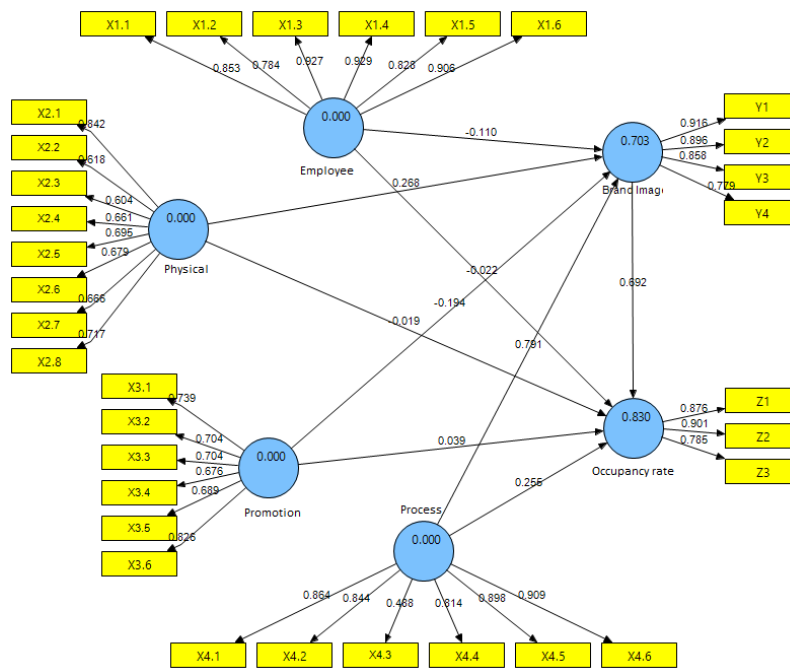 X1.1 X1.2 X1.3 X1.4 X1.5 X1.6
0.853 0.784 0.927 0.929 0.828 0.906
0.000
Employee
X2.1
X2.2
X2.3
X2.4
X2.5
X2.6
X2.7
X2.8
0.842
0.618
0.604
0.661
0.695
0.679
0.666
0.717
0.000
Physical
X3.1
X3.2
X3.3
X3.4
X3.5
X3.6
0.739
0.704
0.704
0.676
0.689
0.826
0.000
Promotion
Process
0.000
0.864 0.844 0.814 0.898 0.909
X4.1 X4.2 X4.3 X4.4 X4.5 X4.6
-0.110
0.268
-0.022
-0.194
-0.019
0.791
0.692
0.039
0.255
0.703
Brand Image
0.916
0.896
0.858
0.779
Y1
Y2
Y3
Y4
0.830
Occupancy rate
0.876
0.901
0.785
Z1
Z2
Z3